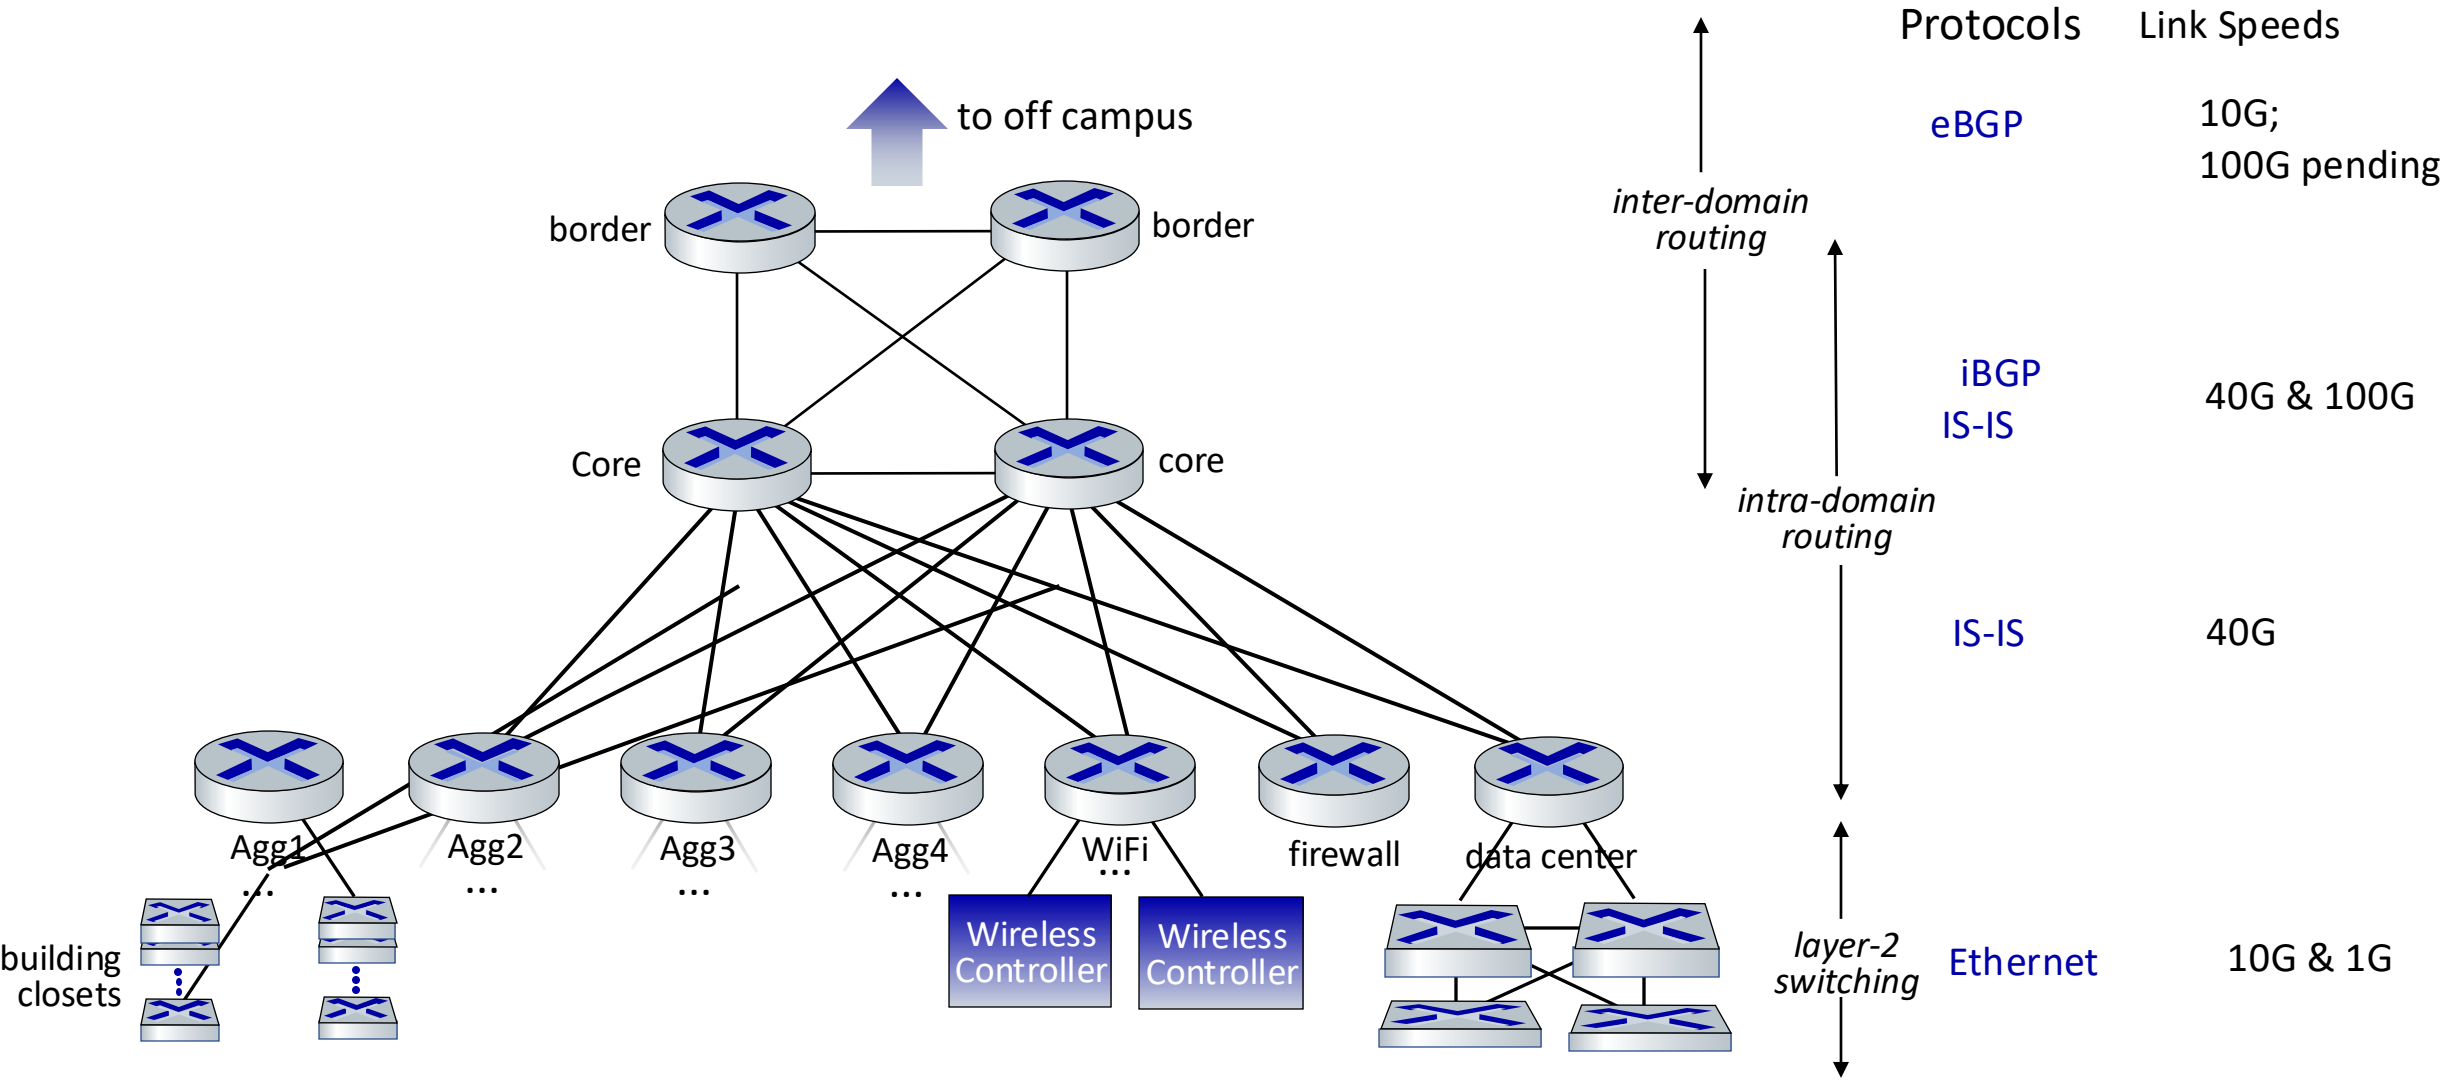 Protocols
Link Speeds
to off campus
eBGP
10G;
100G pending
border
border
inter-domain
routing
iBGP
IS-IS
40G & 100G
Core
core
intra-domain
routing
IS-IS
40G
Agg1
...
Agg2
...
Agg3
...
Agg4
...
WiFi
...
firewall
data center
building
closets
Wireless
Controller
Wireless
Controller
layer-2
switching
Ethernet
10G & 1G